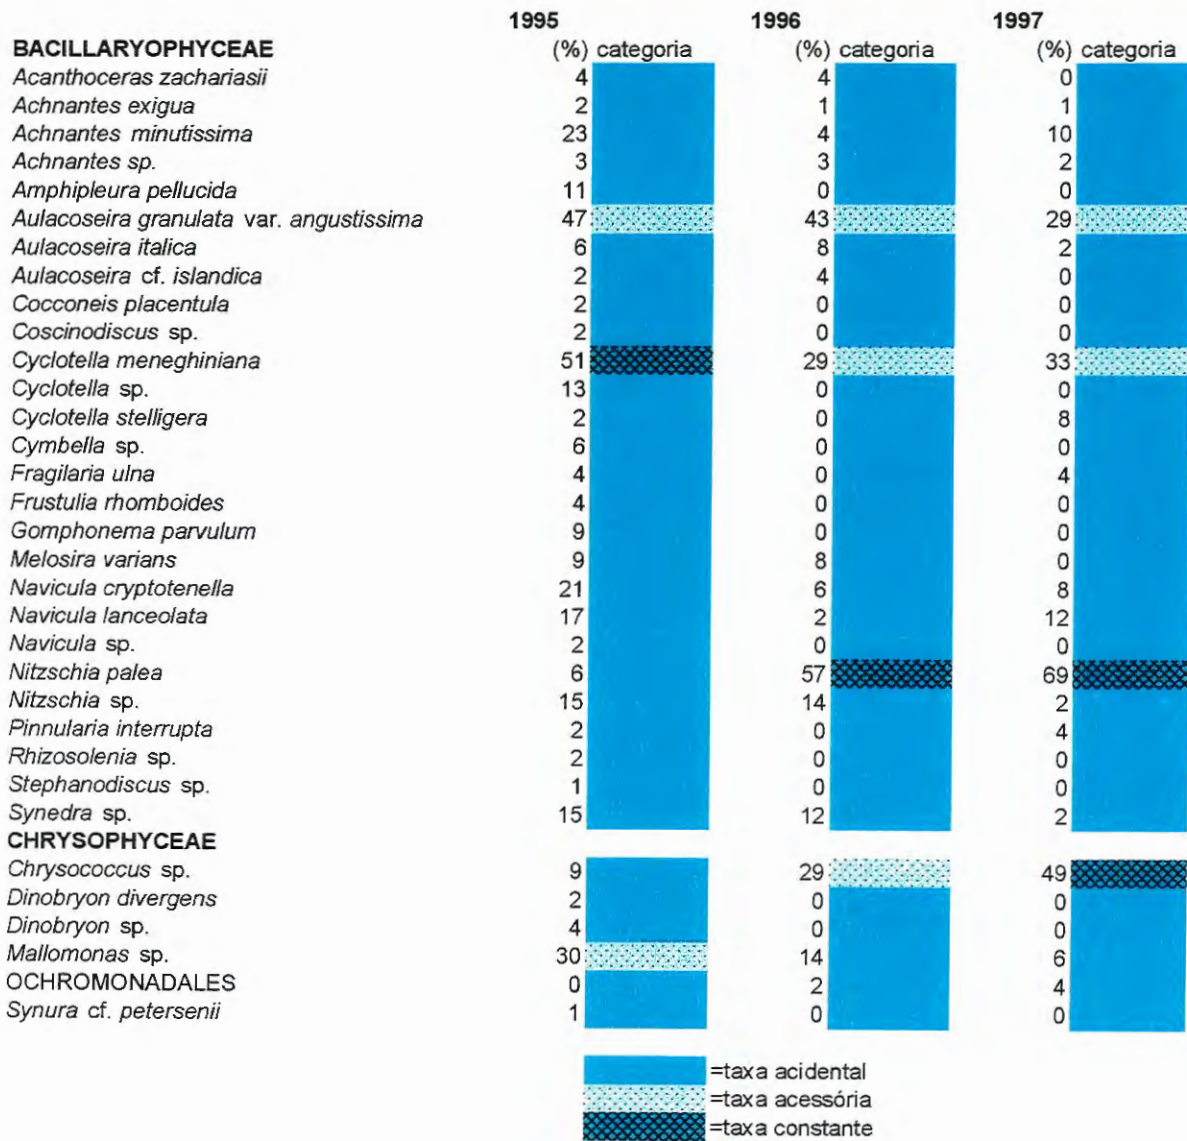 1995 1996 1997
BACILLARYOPHYCEAE (%) categoria (%) categoria (%) categoria
Acanthoceras zachariasii 4 4 0
Achnantes exigua 2 1 1
Achnantes minutissima 23 4 10
Achnantes sp. 3 3 2
Amphipleura pellucida 11 0 0
Aulacoseira granulata var. angustissima 47 43 29
Aulacoseira italica 6 8 2
Aulacoseira cf. islandica 2 4 0
Cocconeis placentula 2 0 0
Coscinodiscus sp. 2 0 0
Cyclotella meneghiniana 51 29 33
Cyclotella sp. 13 0 0
Cyclotella stelligera 2 0 8
Cymbella sp. 6 0 0
Fragilaria ulna 4 0 4
Frustulia rhomboides 4 0 0
Gomphonema parvulum 9 0 0
Melosira varians 9 8 0
Navicula cryptotenella 21 6 8
Navicula lanceolata 17 2 12
Navicula sp. 2 0 0
Nitzschia palea 6 57 69
Nitzschia sp. 15 14 2
Pinnularia interrupta 2 0 4
Rhizosolenia sp. 2 0 0
Stephanodiscus sp. 1 0 0
Synedra sp. 15 12 2
CHRYSOPHYCEAE
Chrysococcus sp. 9 29 49
Dinobryon divergens 2 0 0
Dinobryon sp. 4 0 0
Mallomonas sp. 30 14 6
OCHROMONADALES 0 2 4
Synura cf. petersenii 1 0 0
=taxa acidental
=taxa acessória
=taxa constante